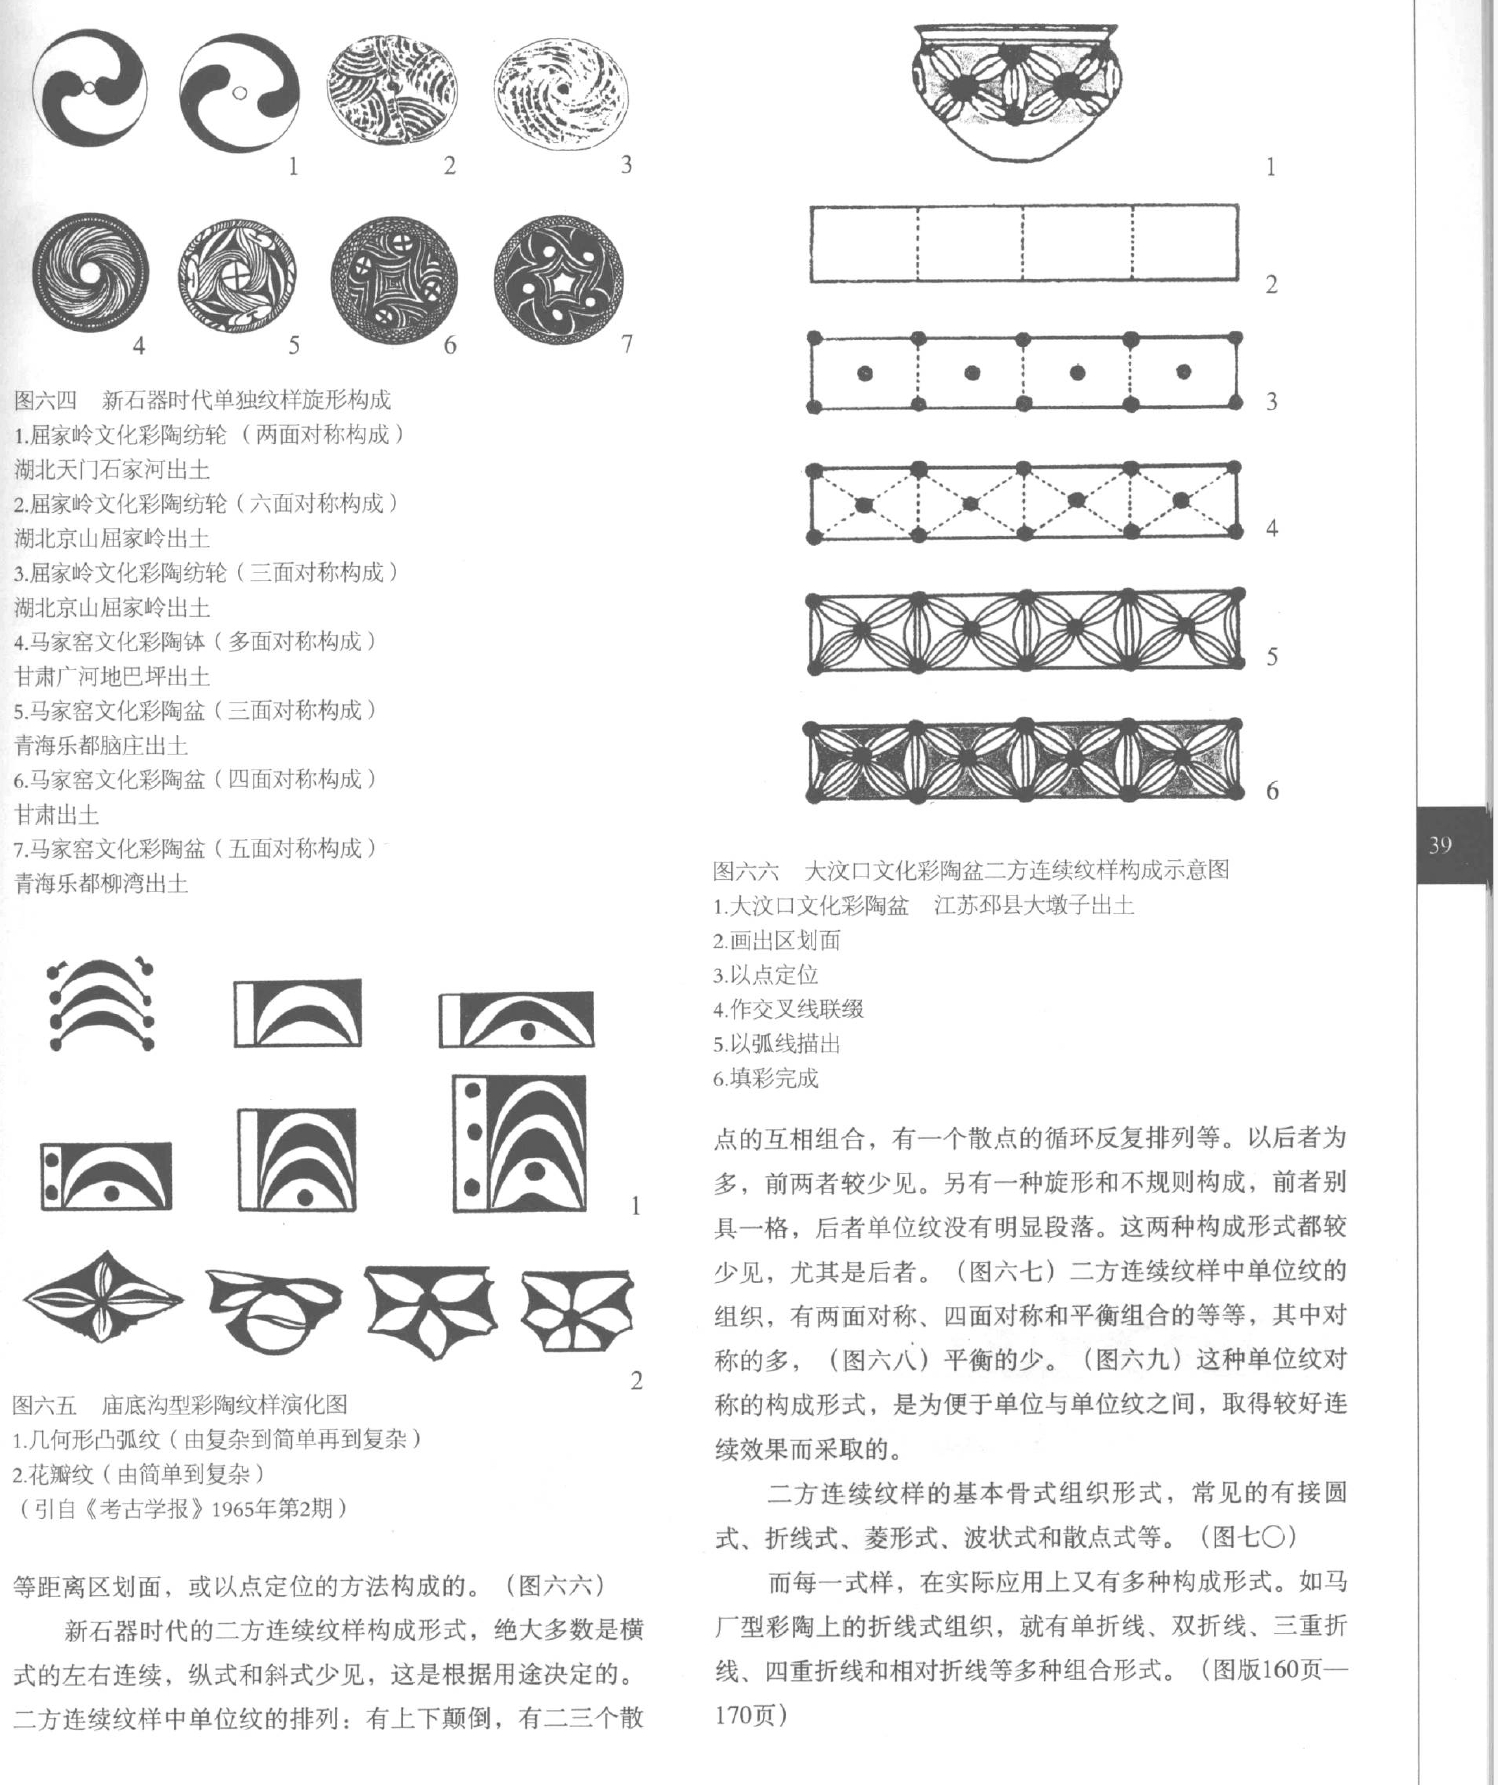 1
2
3
4
5
6
7
图六四 新石器时代单独纹样旋形构成
1.屈家岭文化彩陶纺轮（两面对称构成）
湖北天门石家河出土
2.屈家岭文化彩陶纺轮（六面对称构成）
湖北京山屈家岭出土
3.屈家岭文化彩陶纺轮（三面对称构成）
湖北京山屈家岭出土
4.马家窑文化彩陶钵（多面对称构成）
甘肃广河地巴坪出土
5.马家窑文化彩陶盆（三面对称构成）
青海乐都脑庄出土
6.马家窑文化彩陶盆（四面对称构成）
甘肃出土
7.马家窑文化彩陶盆（五面对称构成）
青海乐都柳湾出土
1
2
图六五 庙底沟型彩陶纹样演化图
1.几何形凸弧纹（由复杂到简单再到复杂）
2.花瓣纹（由简单到复杂）
（引自《考古学报》1965年第2期）
等距离区划面，或以点定位的方法构成的。（图六六）
新石器时代的二方连续纹样构成形式，绝大多数是横
式的左右连续，纵式和斜式少见，这是根据用途决定的。
二方连续纹样中单位纹的排列：有上下颠倒，有二三个散
1
2
3
4
5
6
图六六 大汶口文化彩陶盆二方连续纹样构成示意图
1.大汶口文化彩陶盆 江苏邳县大墩子出土
2.画出区划面
3.以点定位
4.作交叉线联缀
5.以弧线描出
6.填彩完成
点的互相组合，有一个散点的循环反复排列等。以后者为
多，前两者较少见。另有一种旋形和不规则构成，前者别
具一格，后者单位纹没有明显段落。这两种构成形式都较
少见，尤其是后者。（图六七）二方连续纹样中单位纹的
组织，有两面对称、四面对称和平衡组合的等等，其中对
称的多，（图六八）平衡的少。（图六九）这种单位纹对
称的构成形式，是为便于单位与单位纹之间，取得较好连
续效果而采取的。
二方连续纹样的基本骨式组织形式，常见的有接圆
式、折线式、菱形式、波状式和散点式等。（图七〇）
而每一式样，在实际应用上又有多种构成形式。如马
厂型彩陶上的折线式组织，就有单折线、双折线、三重折
线、四重折线和相对折线等多种组合形式。（图版160页—
170页）
39